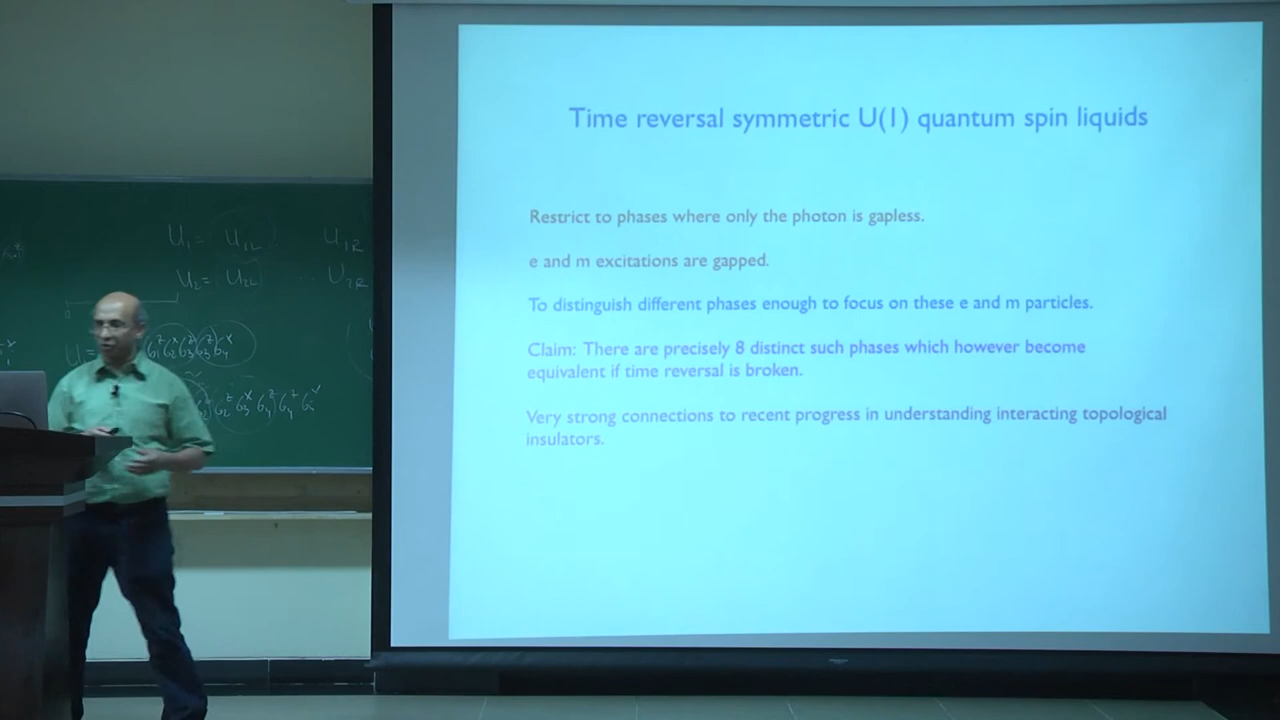 Time reversal symmetric U(1) quantum spin liquids
Restrict to phases where only the photon is gapless.
e and m excitations are gapped.
To distinguish different phases enough to focus on these e and m particles.
Claim: There are precisely 8 distinct such phases which however become
equivalent if time reversal is broken.
Very strong connections to recent progress in understanding interacting topological
insulators.
U₁ = U₁L U₁R
U₂ = U₂L ... U₂R